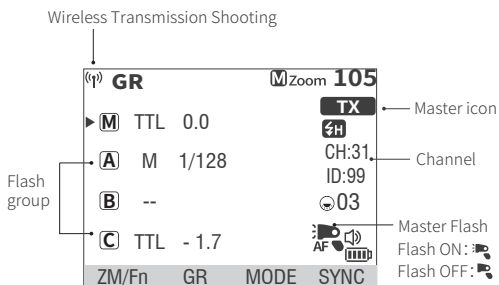 Wireless Transmission Shooting
GR M Zoom 105
TX
Master icon
M TTL 0.0
H
A M 1/128
CH:31
Channel
ID:99
Flash
group
B --
03
C TTL - 1.7
AF
Master Flash
Flash ON:
Flash OFF:
ZM/Fn GR MODE SYNC